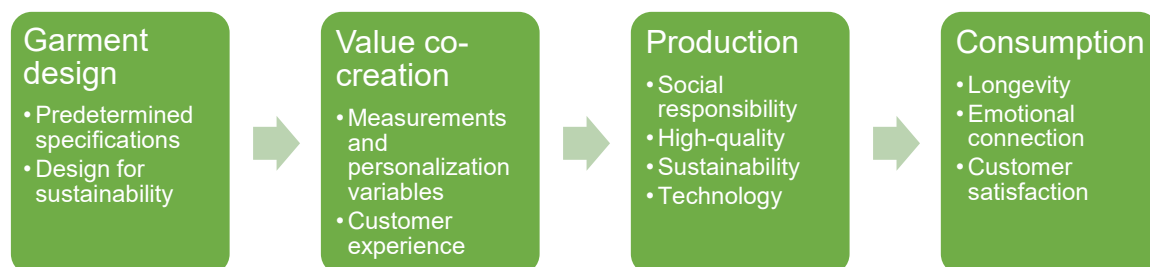 Garment
design
• Predetermined
specifications
• Design for
sustainability
Value co-
creation
• Measurements
and
personalization
variables
• Customer
experience
Production
• Social
responsibility
• High-quality
• Sustainability
• Technology
Consumption
• Longevity
• Emotional
connection
• Customer
satisfaction